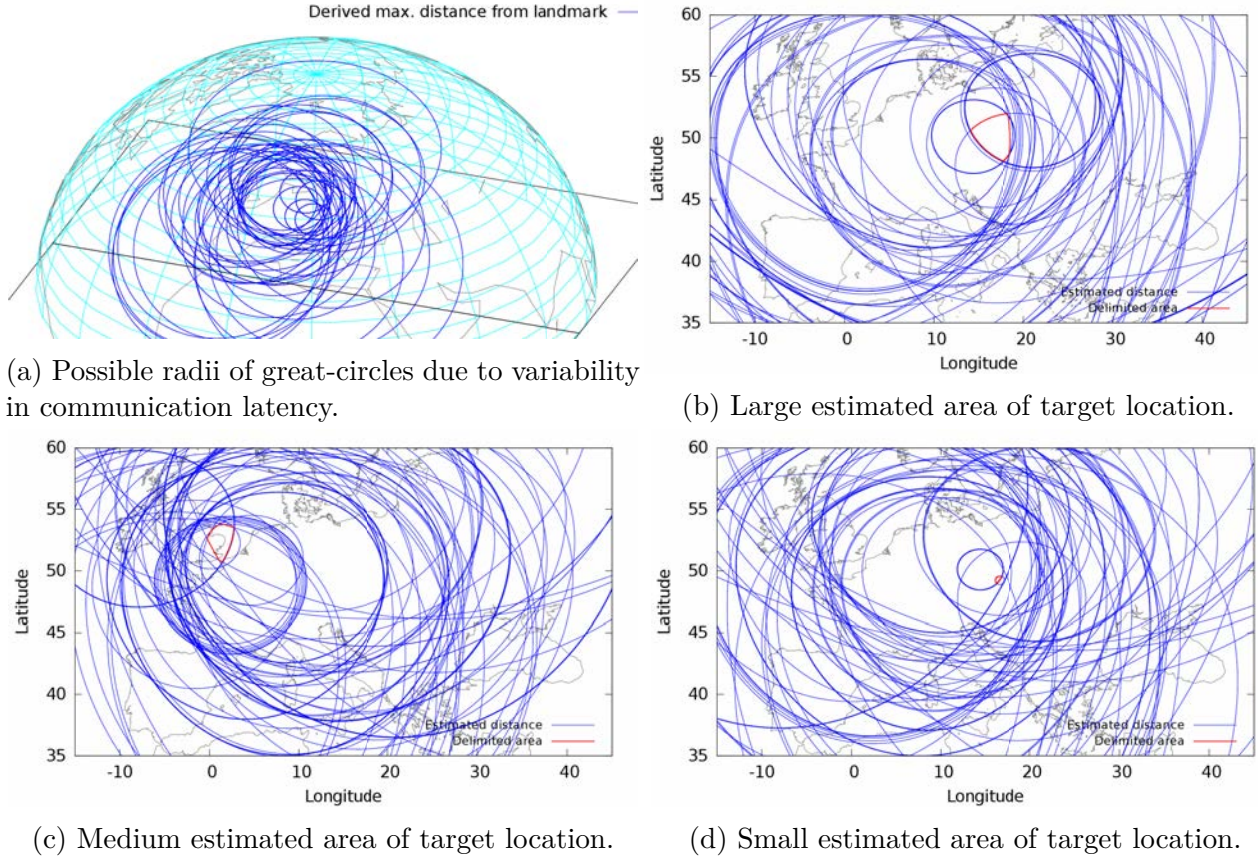 Derived max. distance from landmark
(a) Possible radii of great-circles due to variability
in communication latency.
60
55
50
45
40
35
Latitude
-10 0 10 20 30 40
Longitude
Estimated distance
Delimited area
(b) Large estimated area of target location.
60
55
50
45
40
35
Latitude
-10 0 10 20 30 40
Longitude
Estimated distance
Delimited area
(c) Medium estimated area of target location.
60
55
50
45
40
35
Latitude
-10 0 10 20 30 40
Longitude
Estimated distance
Delimited area
(d) Small estimated area of target location.